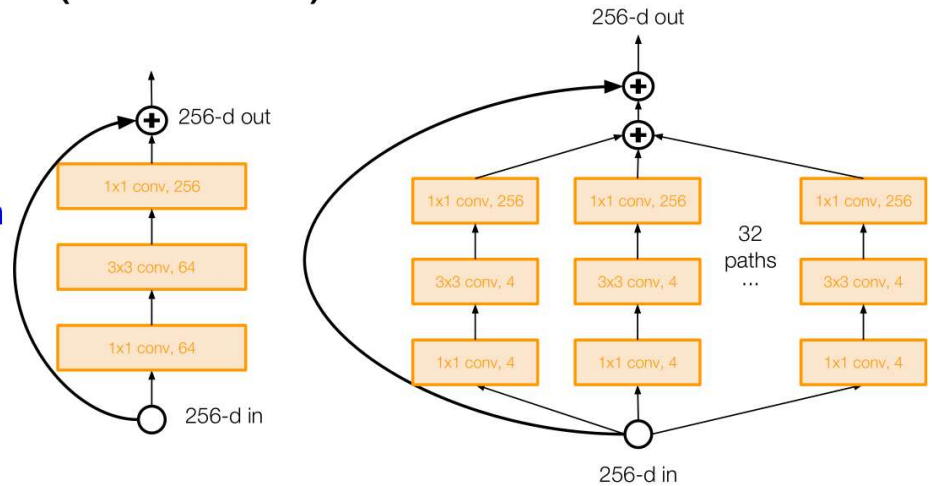 256-d out
1x1 conv, 256
3x3 conv, 64
1x1 conv, 64
256-d in
256-d out
1x1 conv, 256
1x1 conv, 256
1x1 conv, 256
32
paths
...
3x3 conv, 4
3x3 conv, 4
3x3 conv, 4
1x1 conv, 4
1x1 conv, 4
1x1 conv, 4
256-d in